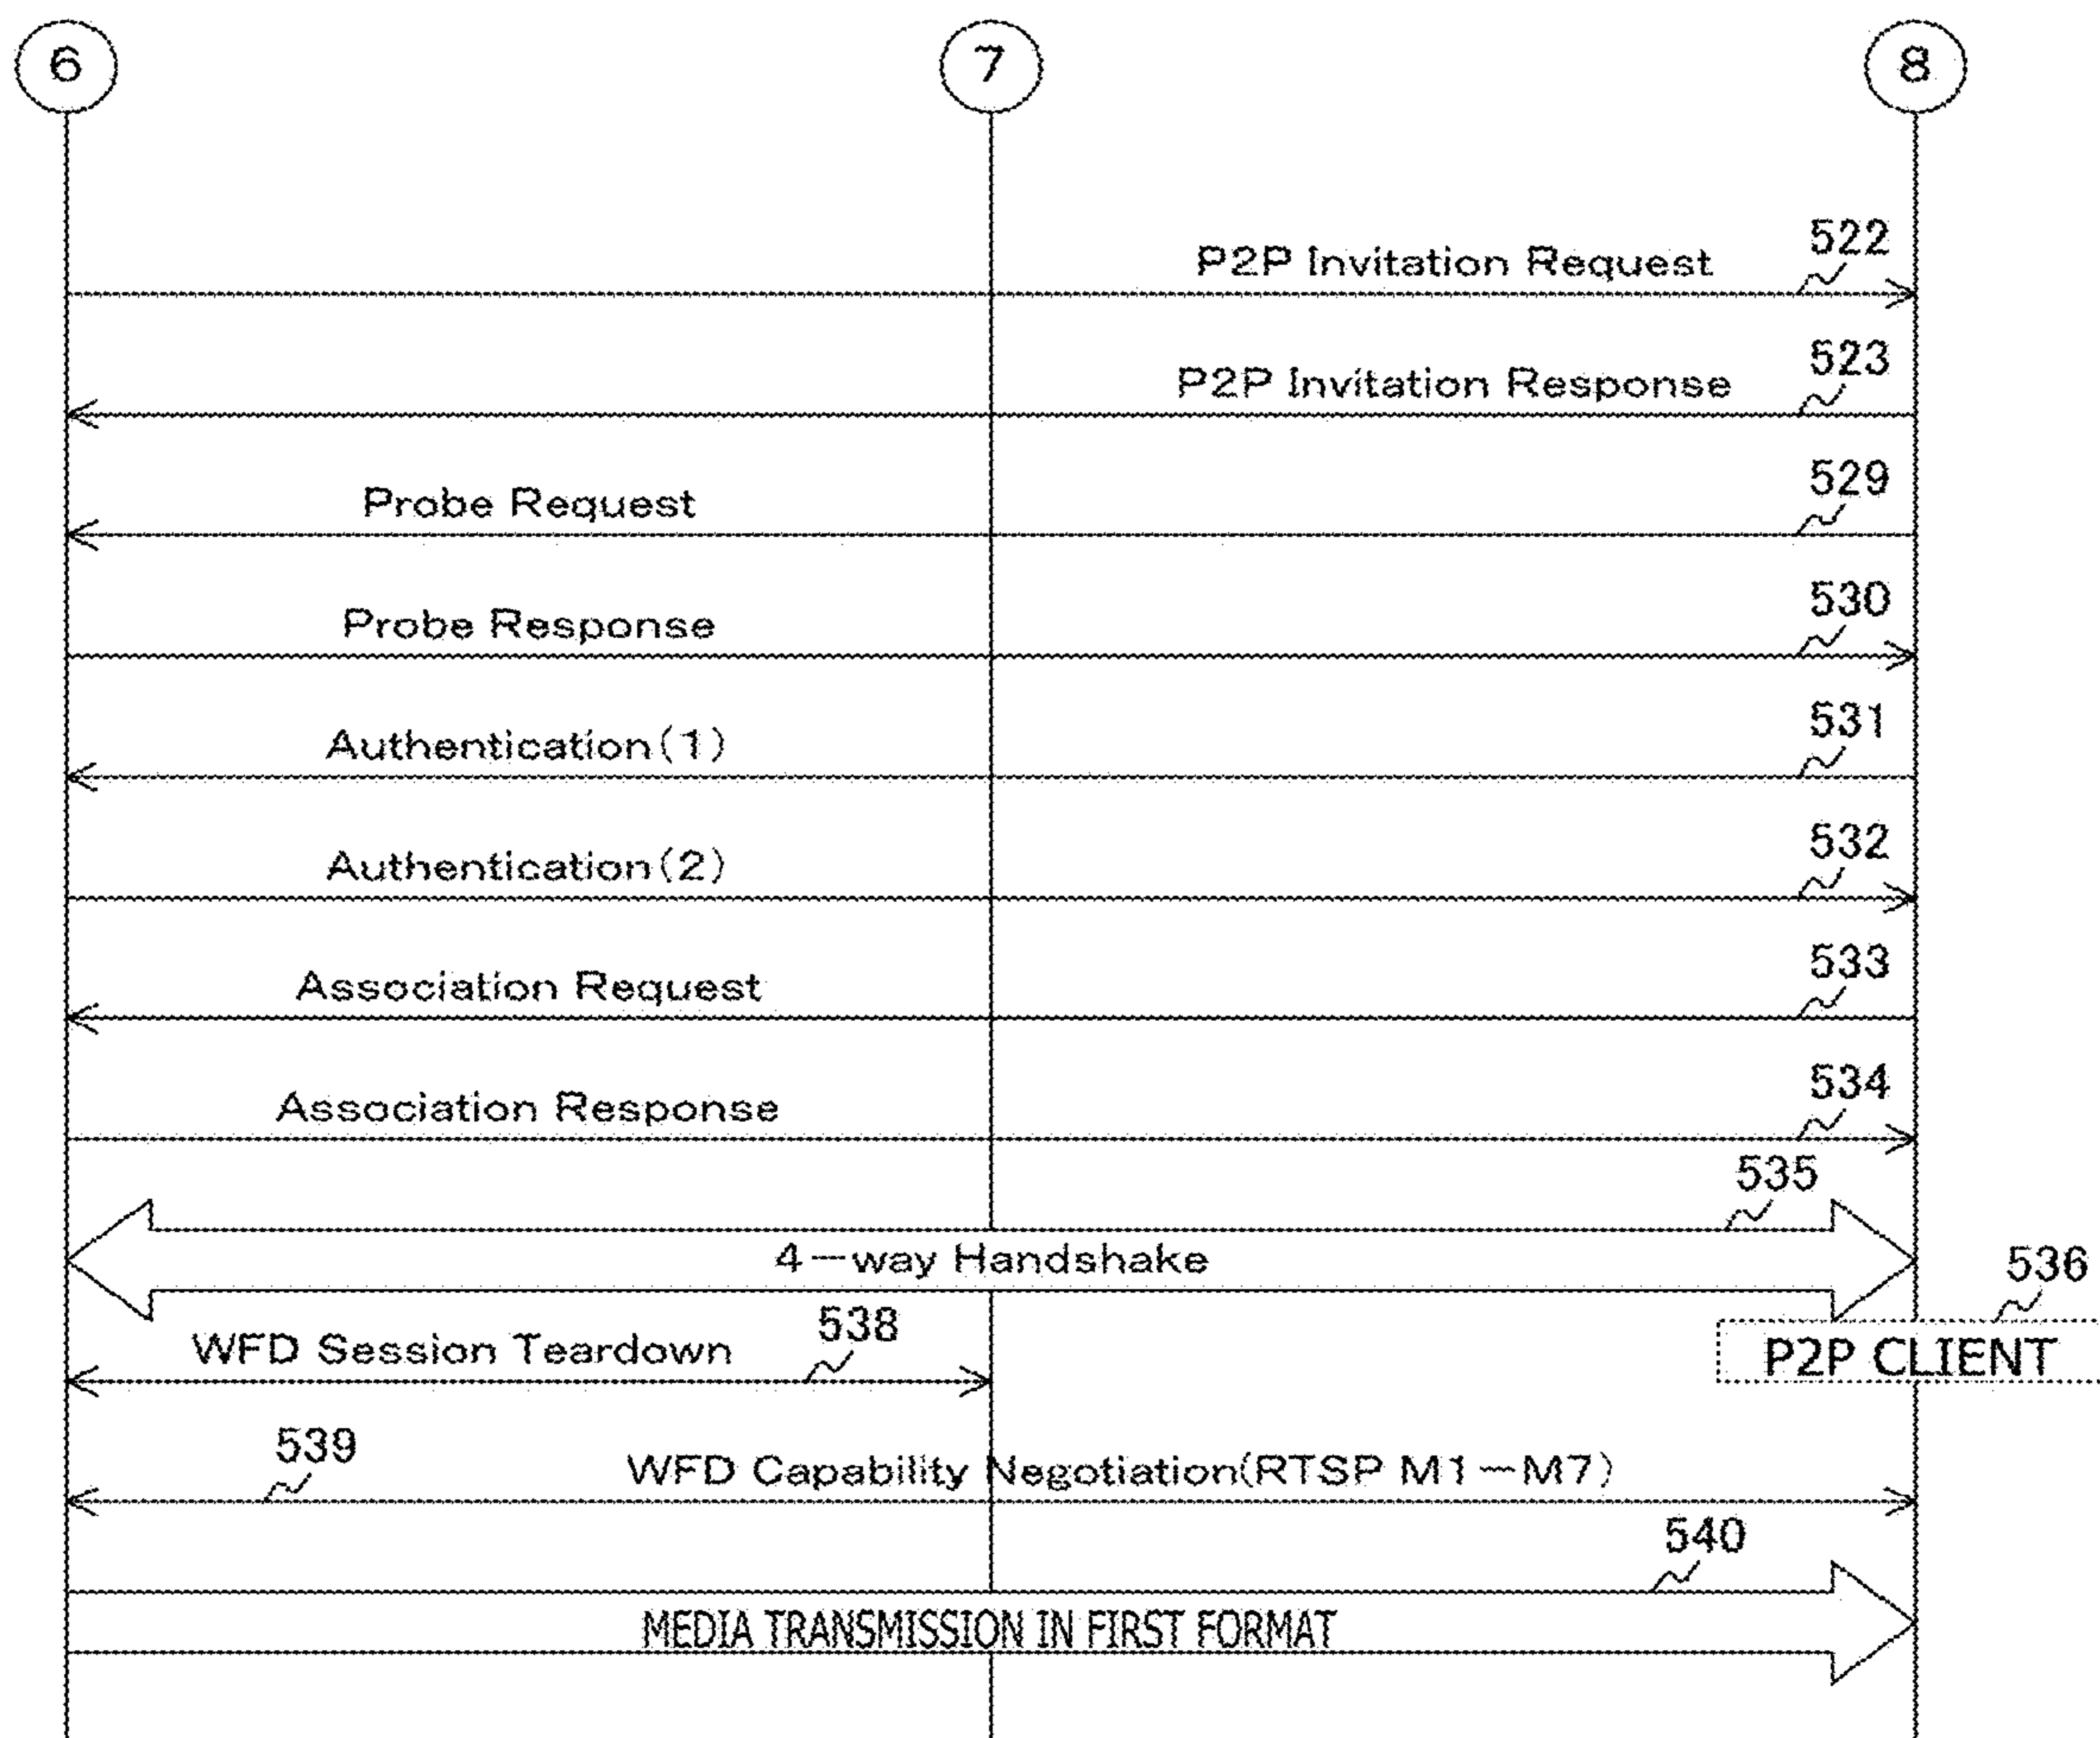 6 7 8
522
P2P Invitation Request
523
P2P Invitation Response
529
Probe Request
530
Probe Response
531
Authentication(1)
532
Authentication(2)
533
Association Request
534
Association Response
535
4-way Handshake
536
P2P CLIENT
538
WFD Session Teardown
539
WFD Capability Negotiation(RTSP M1-M7)
540
MEDIA TRANSMISSION IN FIRST FORMAT